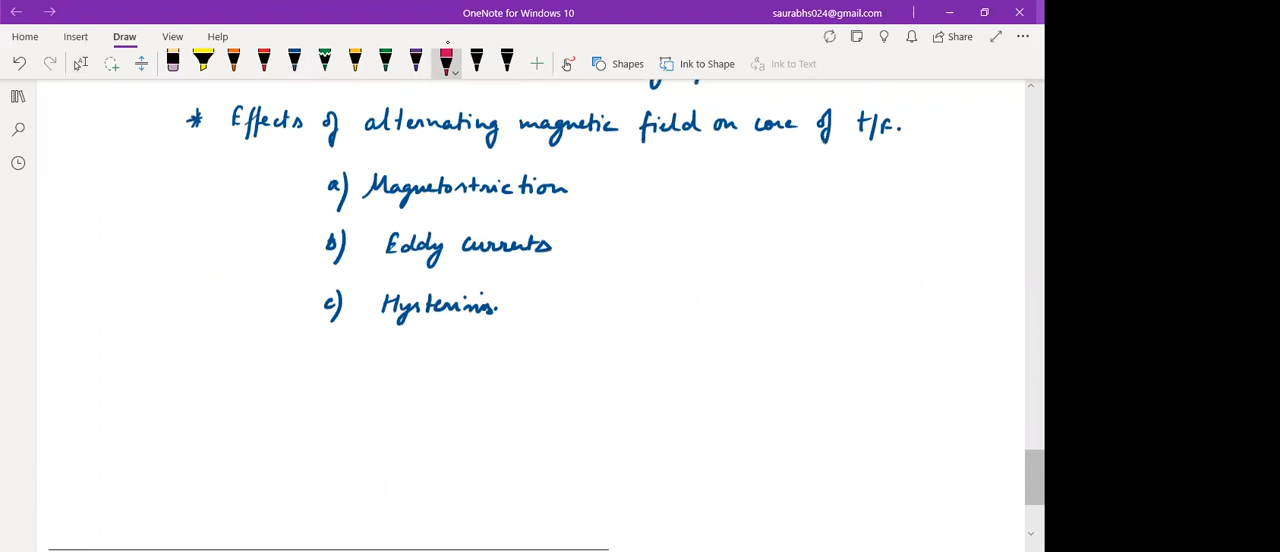 OneNote for Windows 10
saurabhs024@gmail.com
Home Insert Draw View Help
Share
Shapes Ink to Shape Ink to Text
* Effects of alternating magnetic field on core of t/f.
a) Magnetostriction
b) Eddy currents
c) Hysterisis.